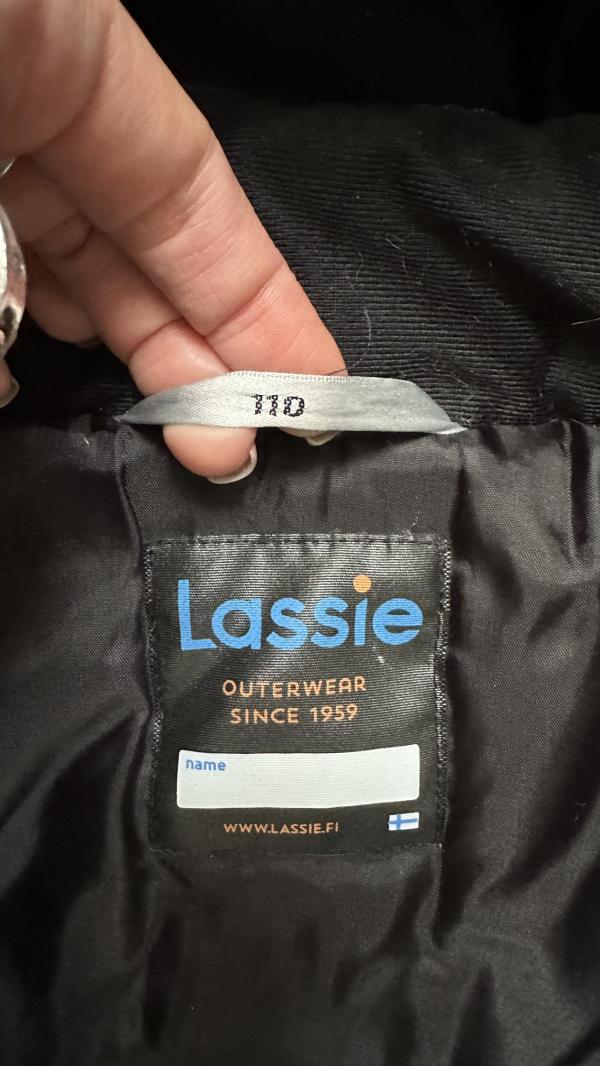 110
Lassie
OUTERWEAR
SINCE 1959
name
WWW.LASSIE.FI